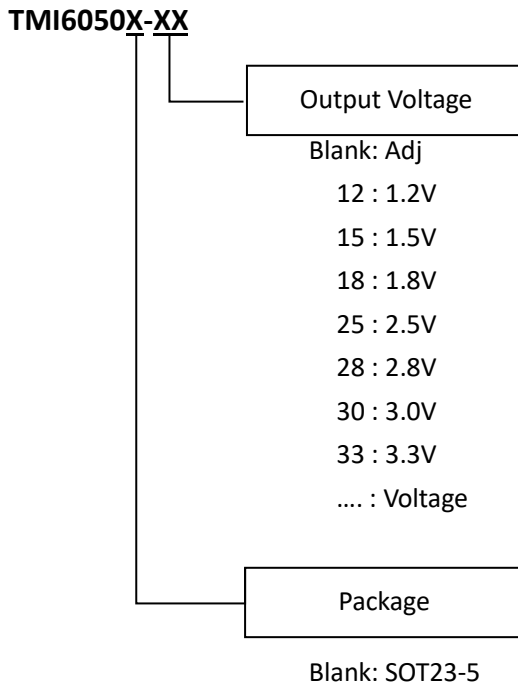 TMI6050X-XX
Output Voltage
Blank: Adj
12 : 1.2V
15 : 1.5V
18 : 1.8V
25 : 2.5V
28 : 2.8V
30 : 3.0V
33 : 3.3V
.... : Voltage
Package
Blank: SOT23-5